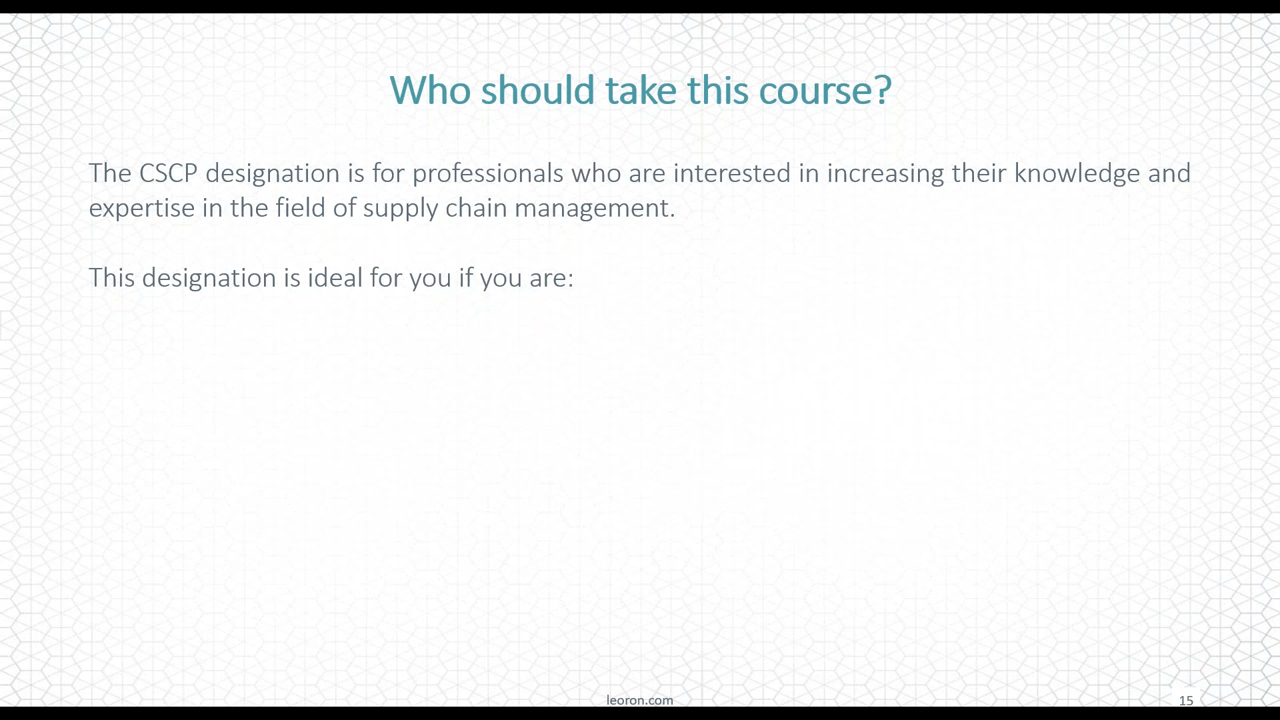 Who should take this course?
The CSCP designation is for professionals who are interested in increasing their knowledge and
expertise in the field of supply chain management.
This designation is ideal for you if you are:
leoron.com
15